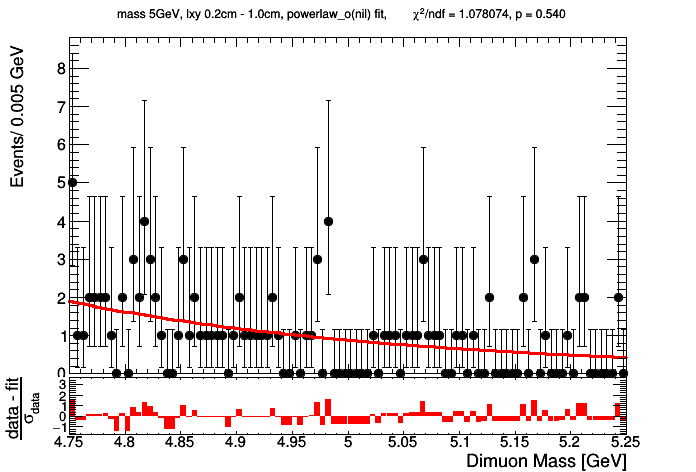 mass 5GeV, lxy 0.2cm - 1.0cm, powerlaw_o(nil) fit, χ²/ndf = 1.078074, p = 0.540
Events/ 0.005 GeV
8
7
6
5
4
3
2
1
0
data - fit
σdata
3
2
1
0
−1
4.75 4.8 4.85 4.9 4.95 5 5.05 5.1 5.15 5.2 5.25
Dimuon Mass [GeV]